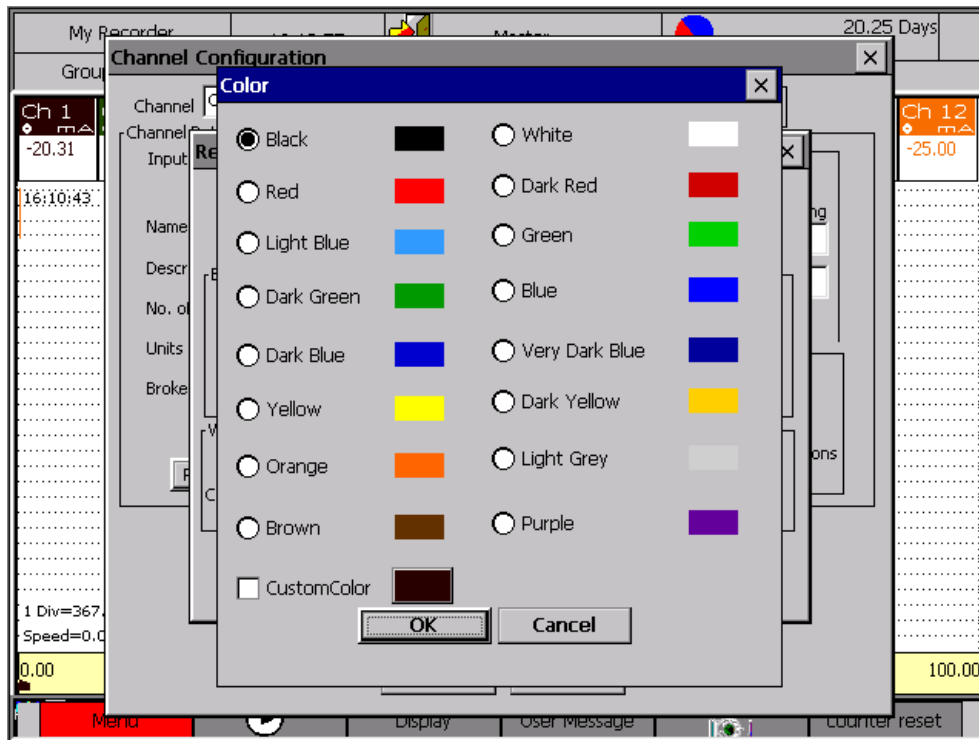 My Recorder
20.25 Days
Channel Configuration
Group
Color
Ch 1
mA
-20.31
Channel
Ch 12
mA
-25.00
Black
White
Input
Red
Dark Red
16:10:43
Name
Light Blue
Green
Descr
Dark Green
Blue
No. of
Units
Dark Blue
Very Dark Blue
Broke
Yellow
Dark Yellow
Orange
Light Grey
ons
Brown
Purple
CustomColor
1 Div=367.
Speed=0.0
OK
Cancel
0.00
100.00
Menu
Display
User Message
counter reset